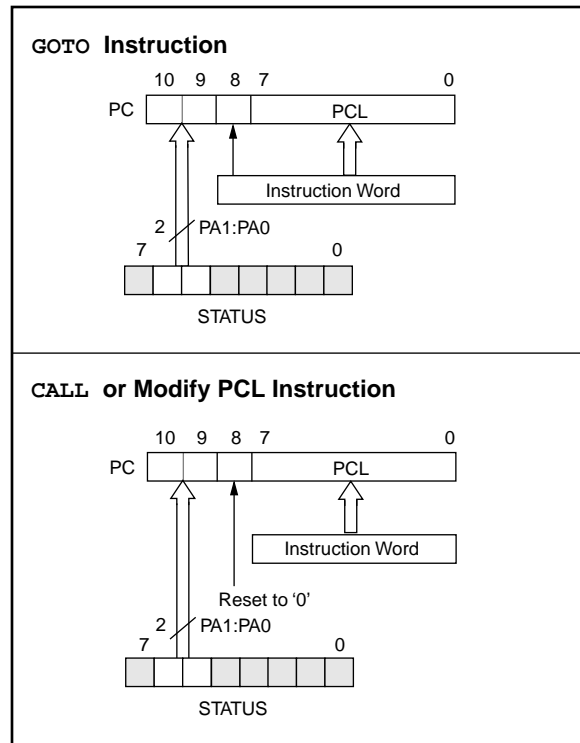 GOTO Instruction
10 9 8 7 0
PC PCL
Instruction Word
2 PA1:PA0
7 0
STATUS
CALL or Modify PCL Instruction
10 9 8 7 0
PC PCL
Instruction Word
Reset to ‘0’
2 PA1:PA0
7 0
STATUS